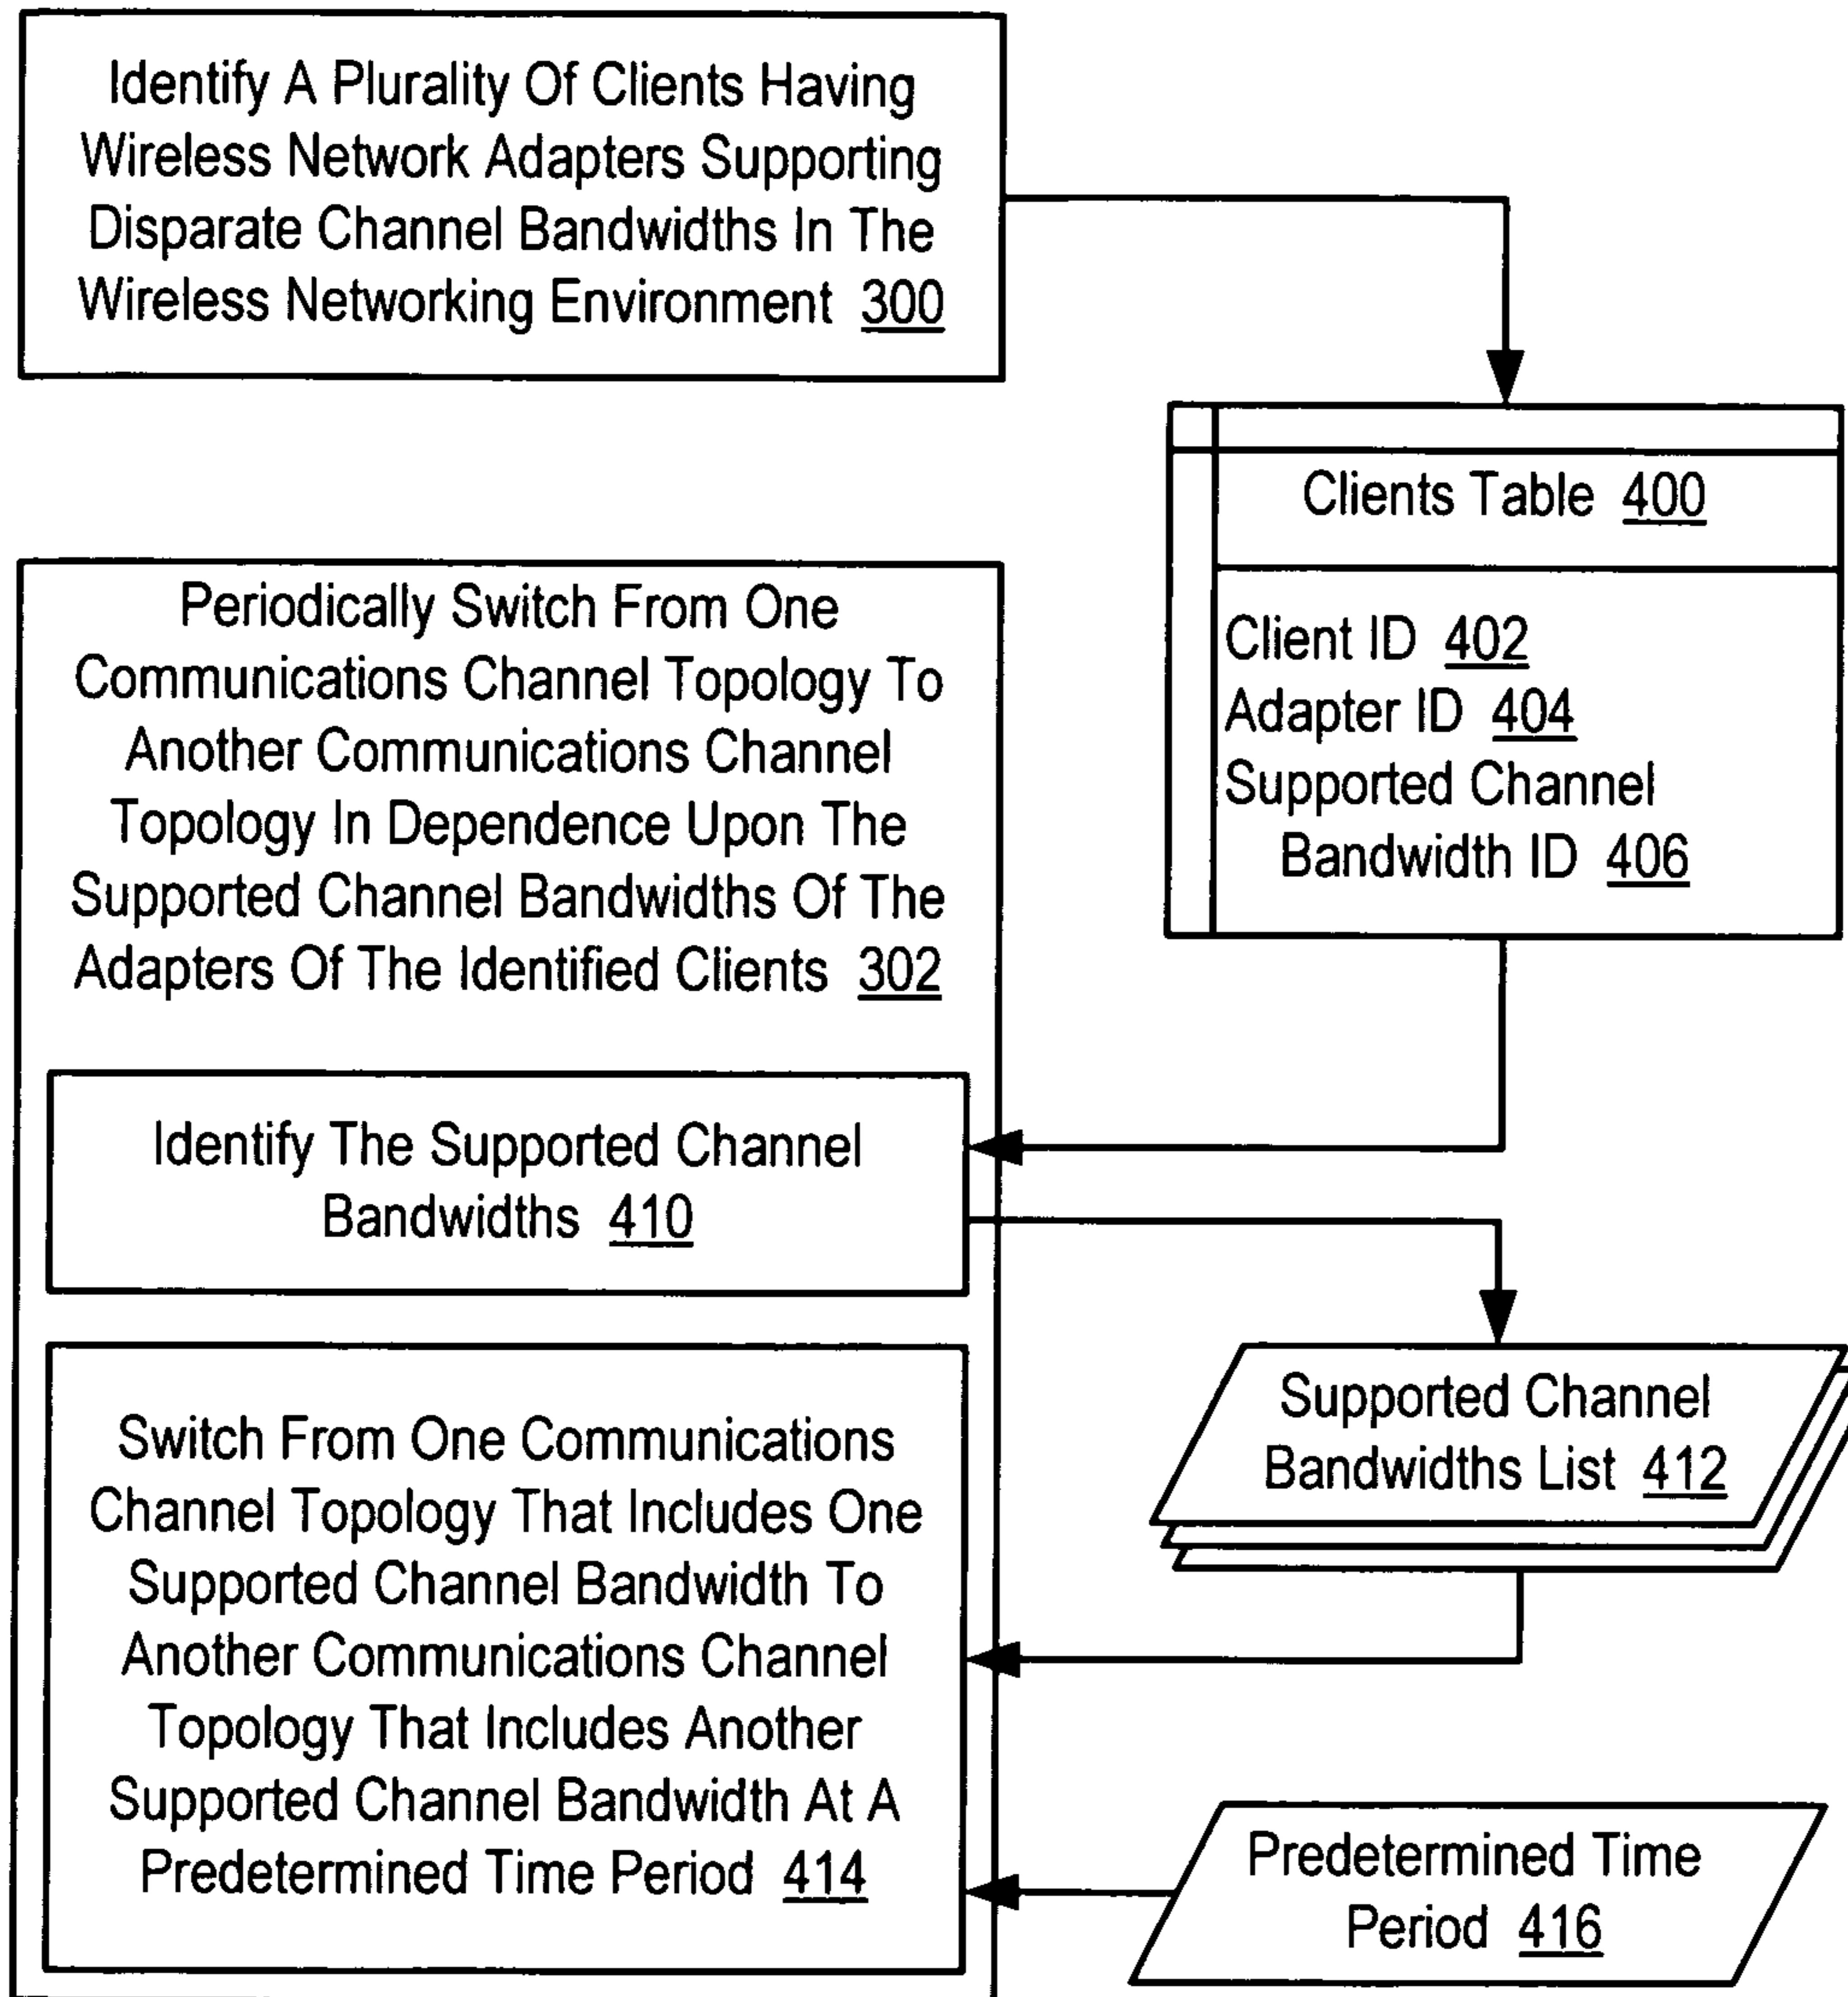 Identify A Plurality Of Clients Having
Wireless Network Adapters Supporting
Disparate Channel Bandwidths In The
Wireless Networking Environment 300
Clients Table 400
Client ID 402
Adapter ID 404
Supported Channel
Bandwidth ID 406
Periodically Switch From One
Communications Channel Topology To
Another Communications Channel
Topology In Dependence Upon The
Supported Channel Bandwidths Of The
Adapters Of The Identified Clients 302
Identify The Supported Channel
Bandwidths 410
Supported Channel
Bandwidths List 412
Switch From One Communications
Channel Topology That Includes One
Supported Channel Bandwidth To
Another Communications Channel
Topology That Includes Another
Supported Channel Bandwidth At A
Predetermined Time Period 414
Predetermined Time
Period 416